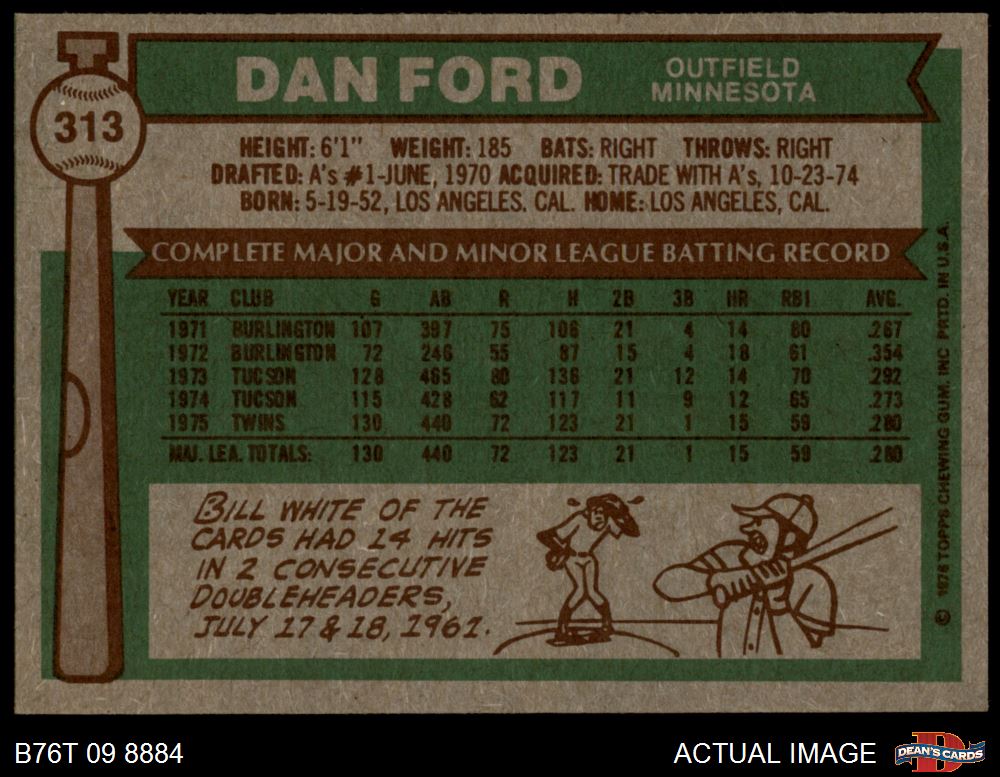 313
DAN FORD
OUTFIELD
MINNESOTA
HEIGHT: 6'1" WEIGHT: 185 BATS: RIGHT THROWS: RIGHT
DRAFTED: A's #1-JUNE, 1970 ACQUIRED: TRADE WITH A's, 10-23-74
BORN: 5-19-52, LOS ANGELES, CAL. HOME: LOS ANGELES, CAL.
COMPLETE MAJOR AND MINOR LEAGUE BATTING RECORD
YEAR CLUB G AB R H 2B 3B HR RBI AVG.
1971 BURLINGTON 107 397 75 106 21 4 14 80 .267
1972 BURLINGTON 72 246 55 87 15 4 18 61 .354
1973 TUCSON 128 465 80 136 21 12 14 70 .292
1974 TUCSON 115 428 62 117 11 9 12 65 .273
1975 TWINS 130 440 72 123 21 1 15 59 .280
MAJ. LEA. TOTALS: 130 440 72 123 21 1 15 59 .280
BILL WHITE OF THE
CARDS HAD 14 HITS
IN 2 CONSECUTIVE
DOUBLEHEADERS,
JULY 17 & 18, 1961.
© 1976 TOPPS CHEWING GUM, INC PRTD. IN U.S.A.
B76T 09 8884
ACTUAL IMAGE
D
DEAN'S CARDS